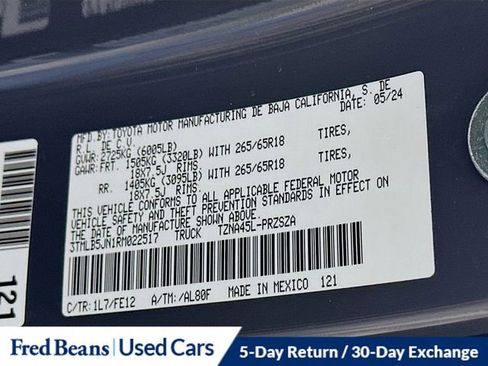 MFD.BY:TOYOTA MOTOR MANUFACTURING DE BAJA CALIFORNIA, S. DE
R L. DE C.V. DATE: 05/24
GVWR: 2725KG (6005LB)
GAWR: FRT. 1505KG (3320LB) WITH 265/65R18 TIRES,
18X7.5J RIMS,
RR. 1405KG (3095LB) WITH 265/65R18 TIRES,
18X7.5J RIMS.
THIS VEHICLE CONFORMS TO ALL APPLICABLE FEDERAL MOTOR
VEHICLE SAFETY, BUMPER, AND THEFT PREVENTION STANDARDS
IN EFFECT ON THE DATE OF MANUFACTURE SHOWN ABOVE.
3TMLB5JN1RM022517 TRUCK TZNA45L-PRZSZA
C/TR: 1L7/FE12 A/TM: /AL80F MADE IN MEXICO 121
121
Fred Beans Used Cars 5-Day Return / 30-Day Exchange